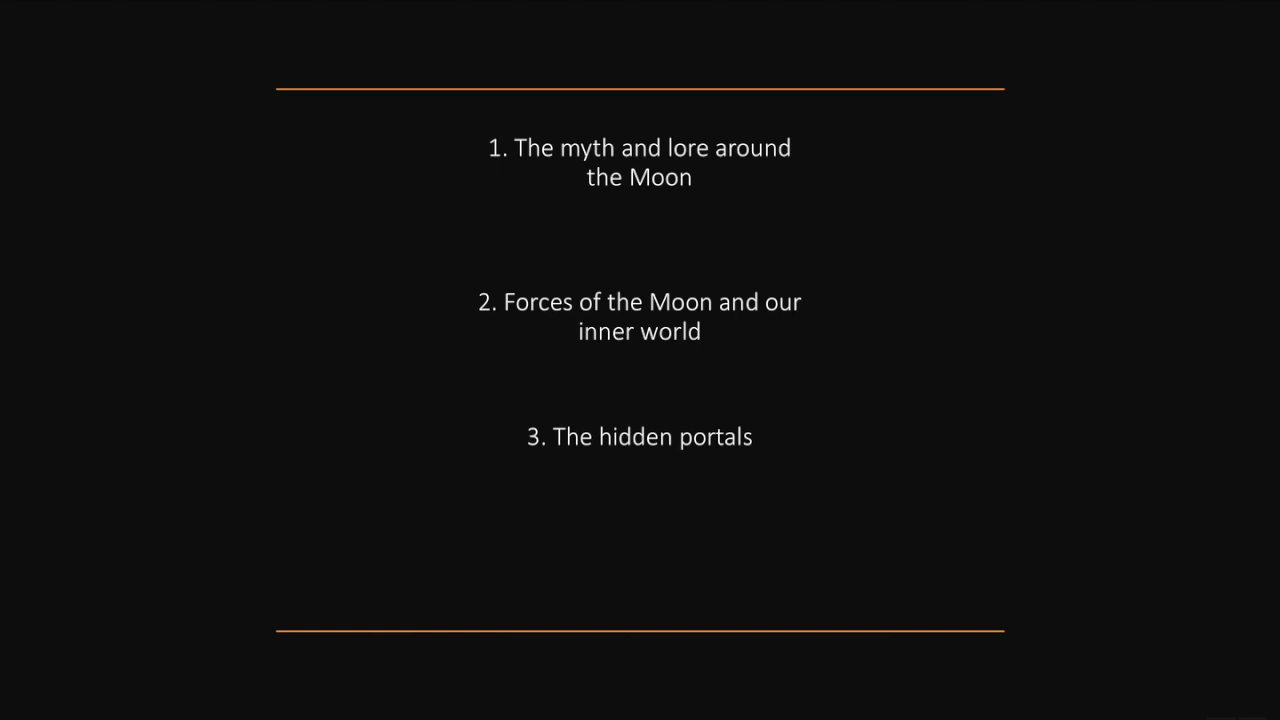 1. The myth and lore around
the Moon
2. Forces of the Moon and our
inner world
3. The hidden portals